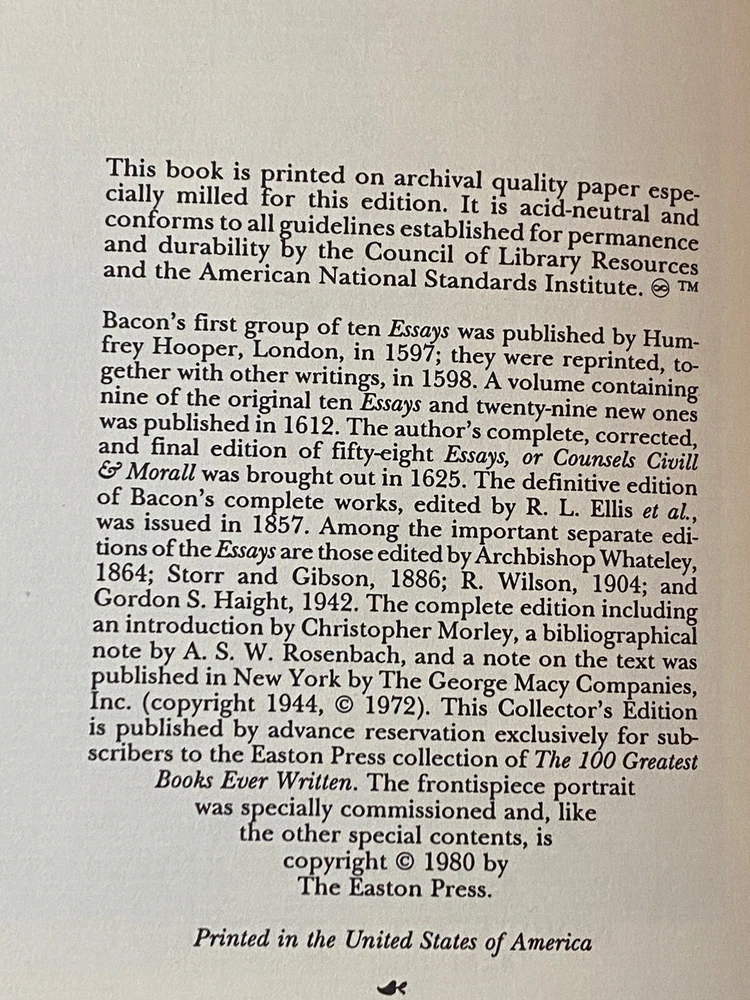 This book is printed on archival quality paper espe-
cially milled for this edition. It is acid-neutral and
conforms to all guidelines established for permanence
and durability by the Council of Library Resources
and the American National Standards Institute. ♾ ™
Bacon's first group of ten Essays was published by Hum-
frey Hooper, London, in 1597; they were reprinted, to-
gether with other writings, in 1598. A volume containing
nine of the original ten Essays and twenty-nine new ones
was published in 1612. The author's complete, corrected,
and final edition of fifty-eight Essays, or Counsels Civill
& Morall was brought out in 1625. The definitive edition
of Bacon's complete works, edited by R. L. Ellis et al.,
was issued in 1857. Among the important separate edi-
tions of the Essays are those edited by Archbishop Whateley,
1864; Storr and Gibson, 1886; R. Wilson, 1904; and
Gordon S. Haight, 1942. The complete edition including
an introduction by Christopher Morley, a bibliographical
note by A. S. W. Rosenbach, and a note on the text was
published in New York by The George Macy Companies,
Inc. (copyright 1944, © 1972). This Collector's Edition
is published by advance reservation exclusively for sub-
scribers to the Easton Press collection of The 100 Greatest
Books Ever Written. The frontispiece portrait
was specially commissioned and, like
the other special contents, is
copyright © 1980 by
The Easton Press.
Printed in the United States of America